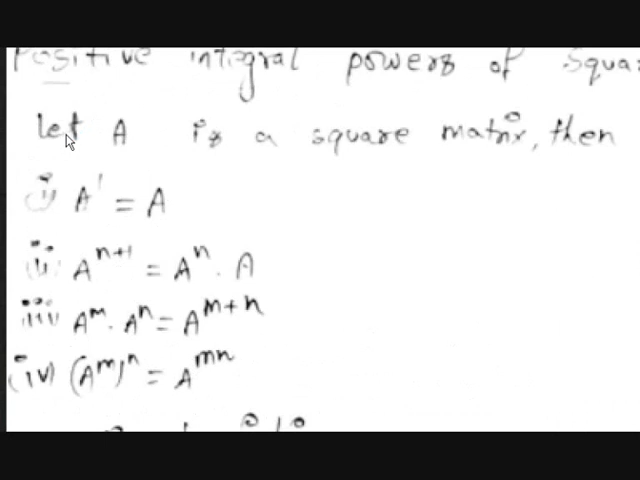 Positive integral powers of squa
Let A is a square matrix, then
(i) A¹ = A
(ii) Aⁿ⁺¹ = Aⁿ . A
(iii) Aᵐ . Aⁿ = Aᵐ⁺ⁿ
(iv) (Aᵐ)ⁿ = Aᵐⁿ